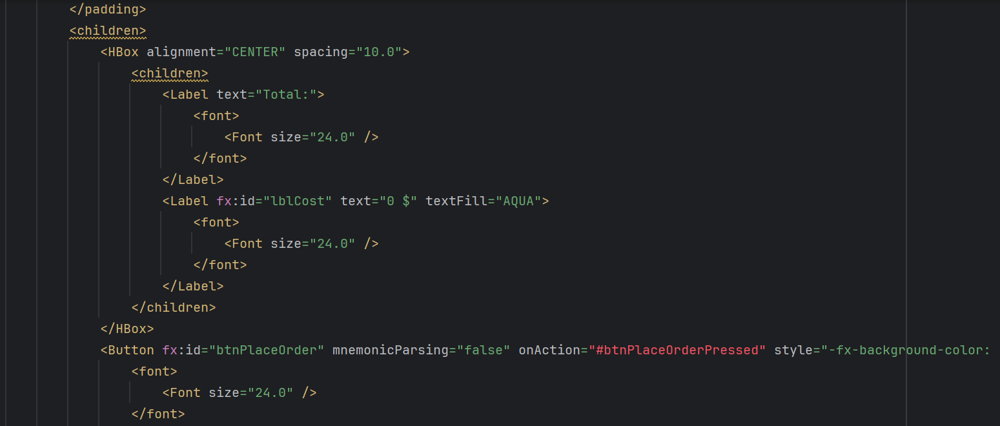 </padding>
<children>
<HBox alignment="CENTER" spacing="10.0">
<children>
<Label text="Total:">
<font>
<Font size="24.0" />
</font>
</Label>
<Label fx:id="lblCost" text="0 $" textFill="AQUA">
<font>
<Font size="24.0" />
</font>
</Label>
</children>
</HBox>
<Button fx:id="btnPlaceOrder" mnemonicParsing="false" onAction="#btnPlaceOrderPressed" style="-fx-background-color:
<font>
<Font size="24.0" />
</font>